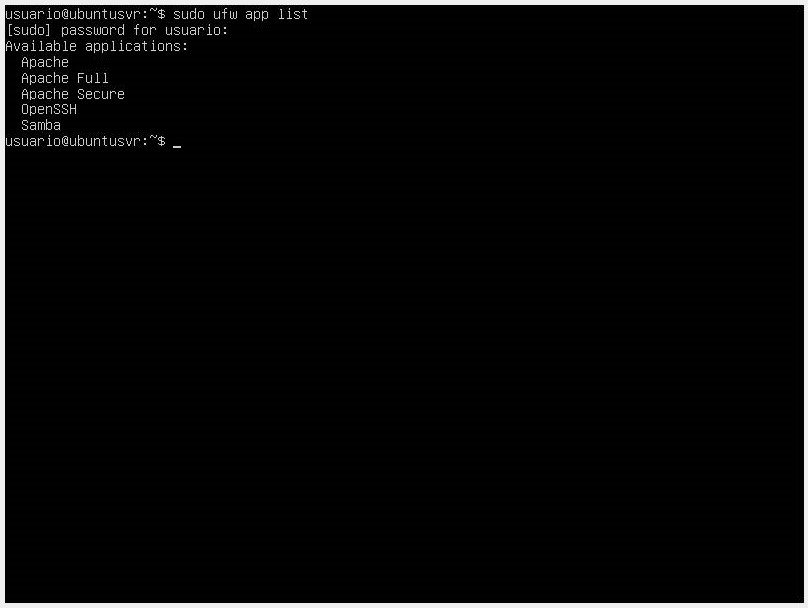 usuario@ubuntusvr:~$ sudo ufw app list
[sudo] password for usuario:
Available applications:
  Apache
  Apache Full
  Apache Secure
  OpenSSH
  Samba
usuario@ubuntusvr:~$ _